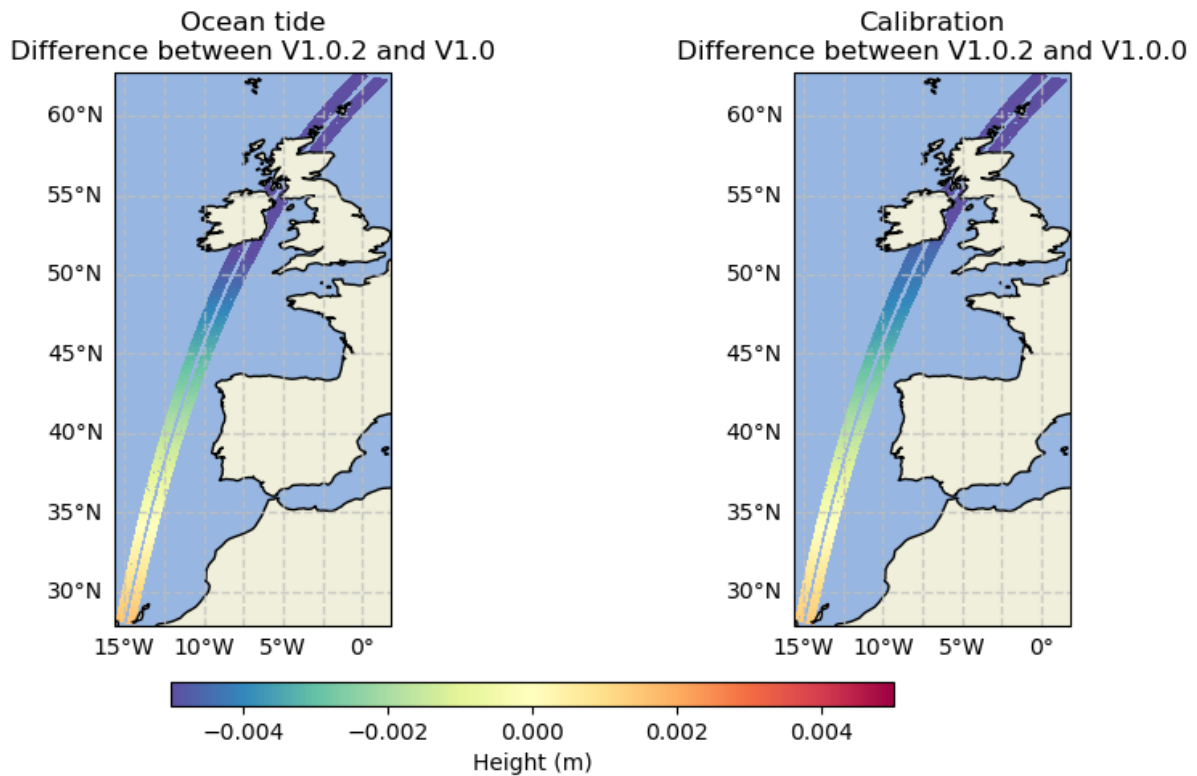 Ocean tide
Difference between V1.0.2 and V1.0
Calibration
Difference between V1.0.2 and V1.0.0
60°N
55°N
50°N
45°N
40°N
35°N
30°N
15°W 10°W 5°W 0°
60°N
55°N
50°N
45°N
40°N
35°N
30°N
15°W 10°W 5°W 0°
−0.004 −0.002 0.000 0.002 0.004
Height (m)